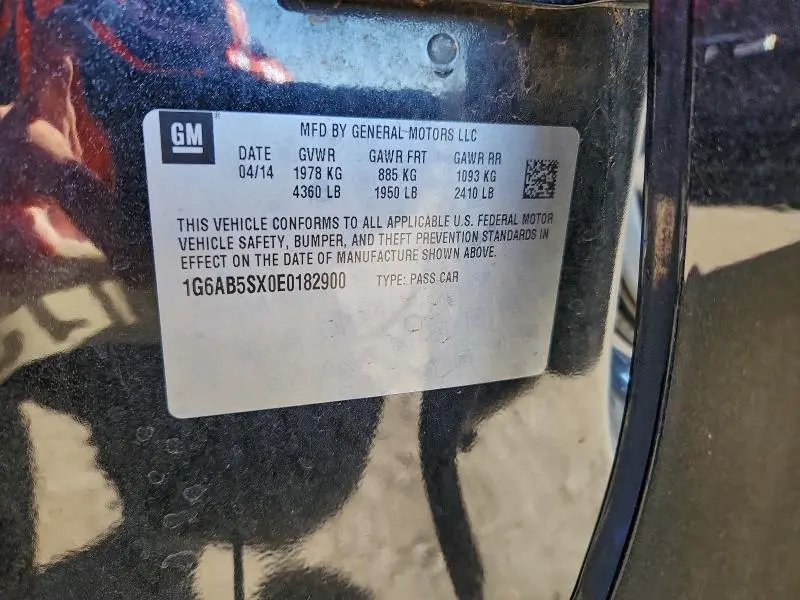 GM
MFD BY GENERAL MOTORS LLC
DATE GVWR GAWR FRT GAWR RR
04/14 1978 KG 885 KG 1093 KG
4360 LB 1950 LB 2410 LB
THIS VEHICLE CONFORMS TO ALL APPLICABLE U.S. FEDERAL MOTOR
VEHICLE SAFETY, BUMPER, AND THEFT PREVENTION STANDARDS IN
EFFECT ON THE DATE OF MANUFACTURE SHOWN ABOVE.
1G6AB5SX0E0182900 TYPE: PASS CAR